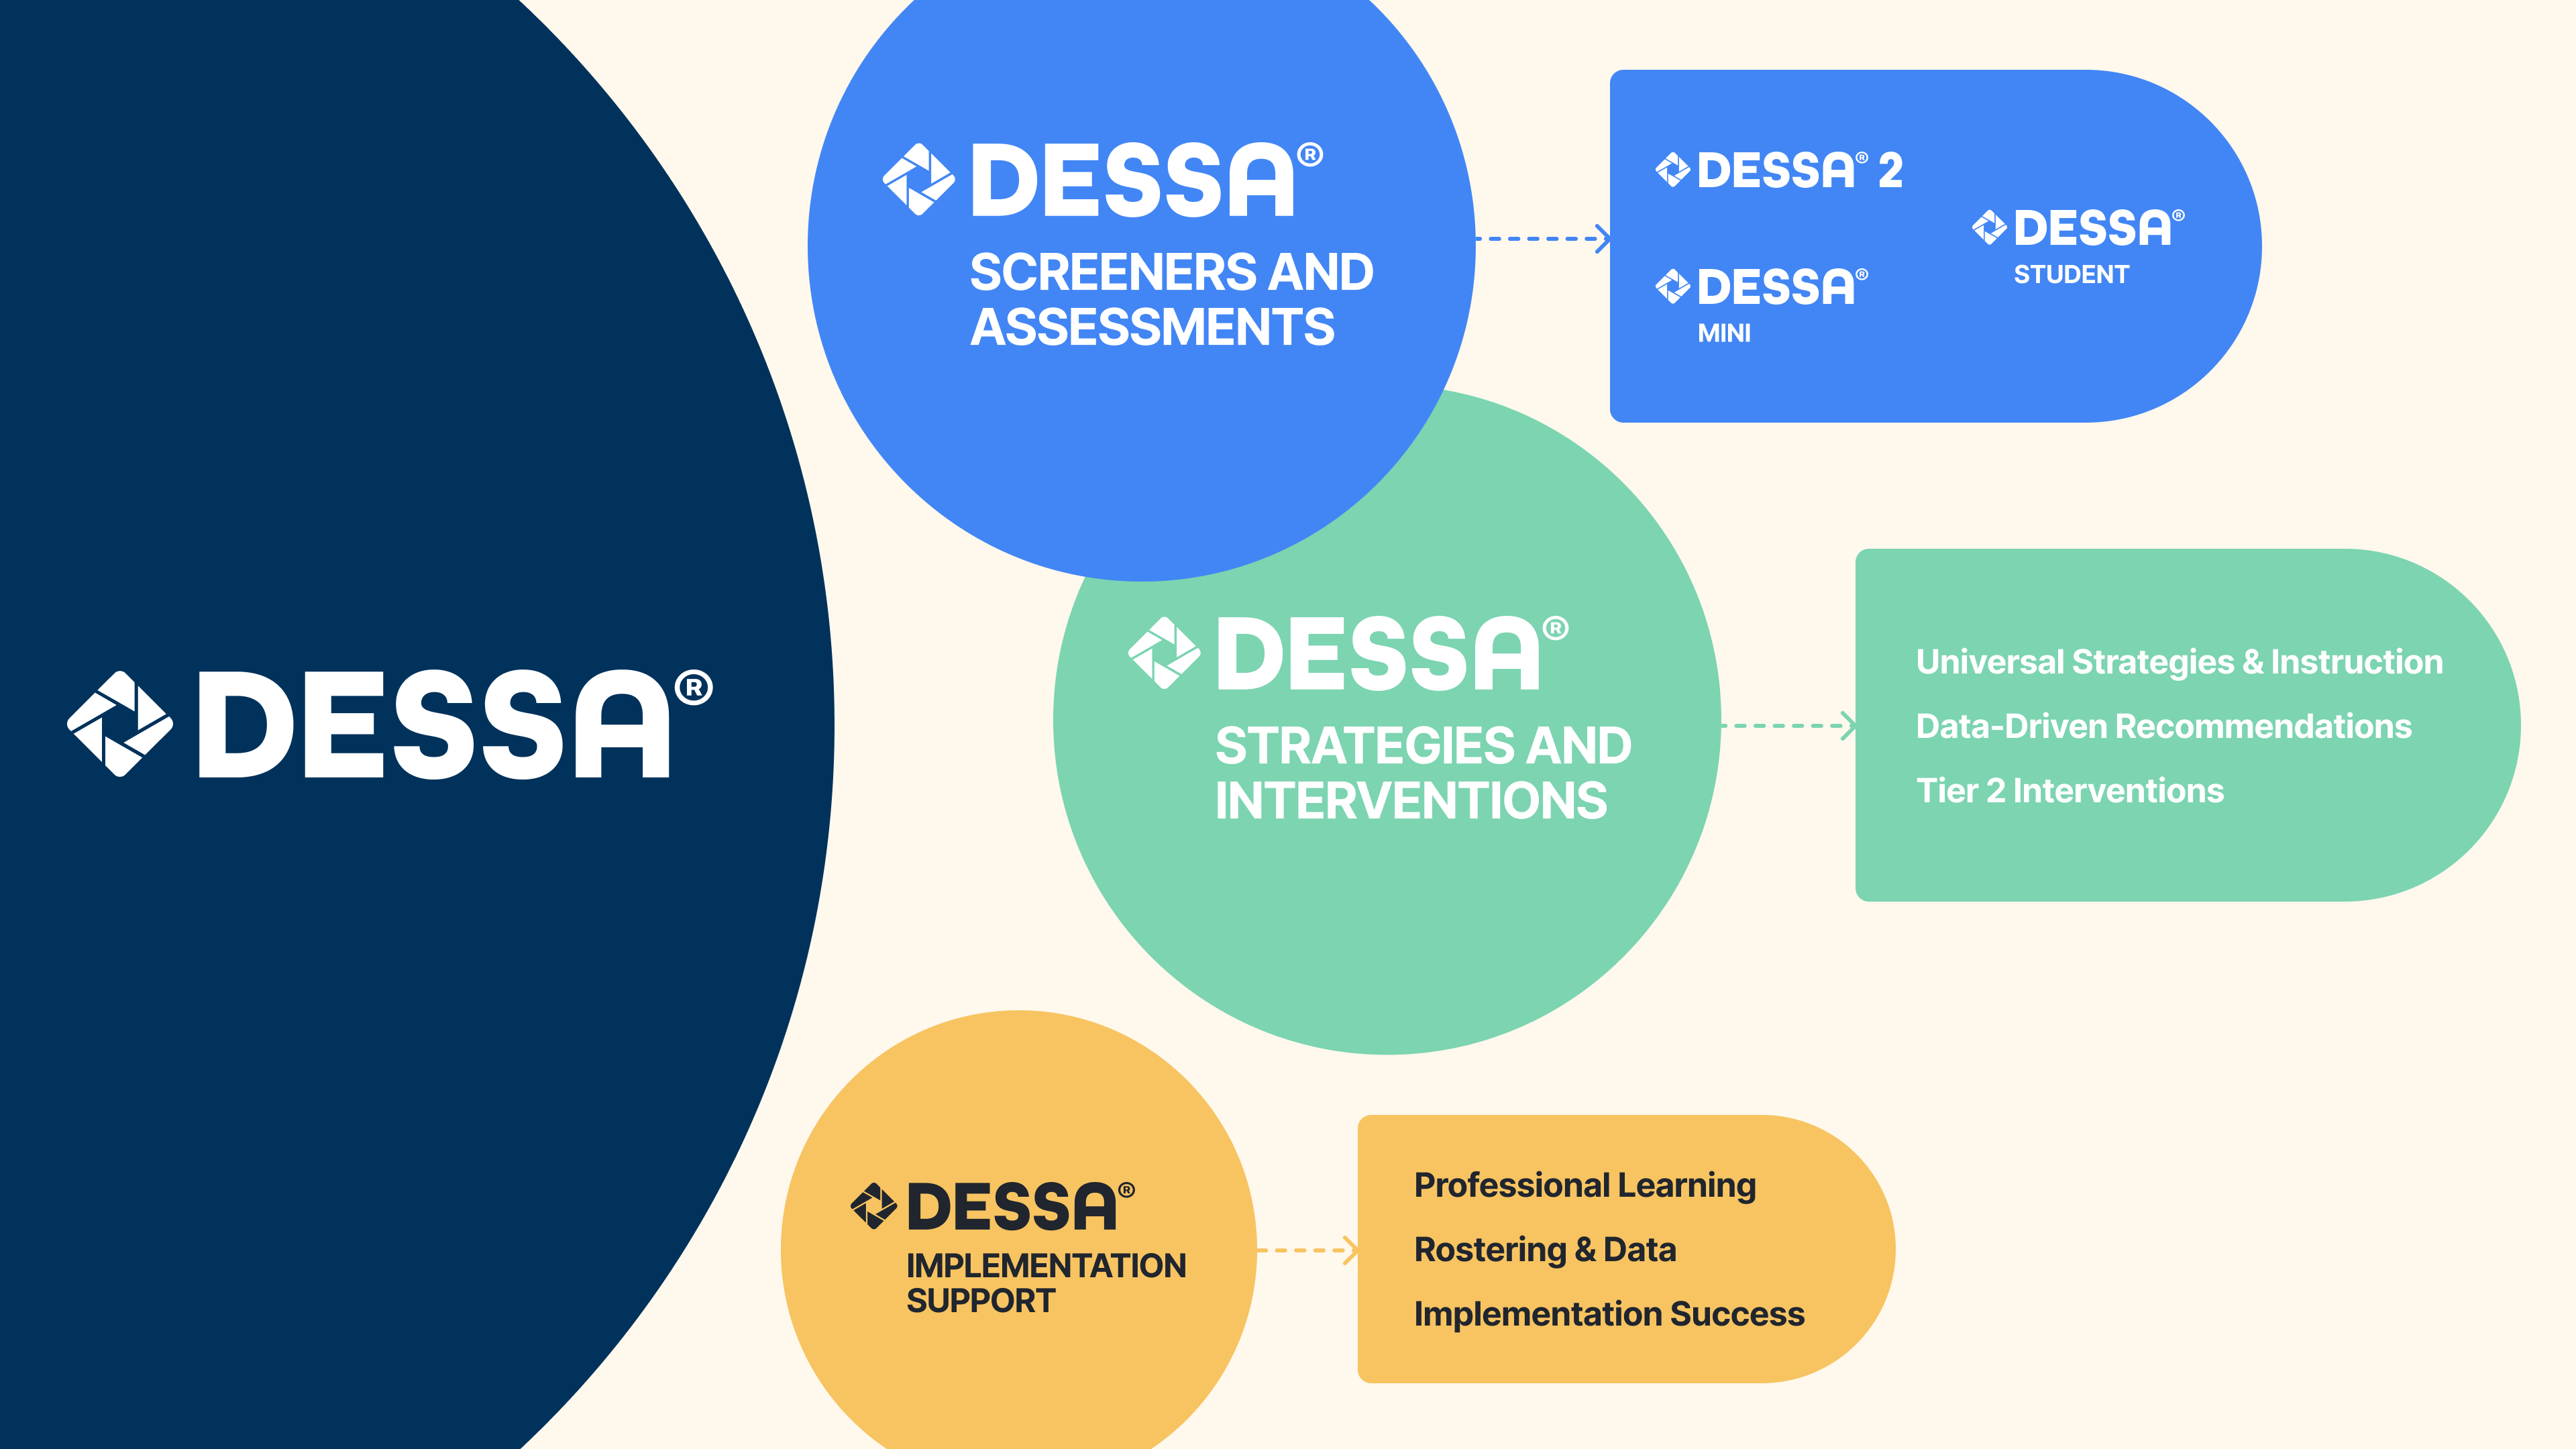 DESSA®
DESSA®
SCREENERS AND
ASSESSMENTS
DESSA® 2
DESSA®
MINI
DESSA®
STUDENT
DESSA®
STRATEGIES AND
INTERVENTIONS
Universal Strategies & Instruction
Data-Driven Recommendations
Tier 2 Interventions
DESSA®
IMPLEMENTATION
SUPPORT
Professional Learning
Rostering & Data
Implementation Success